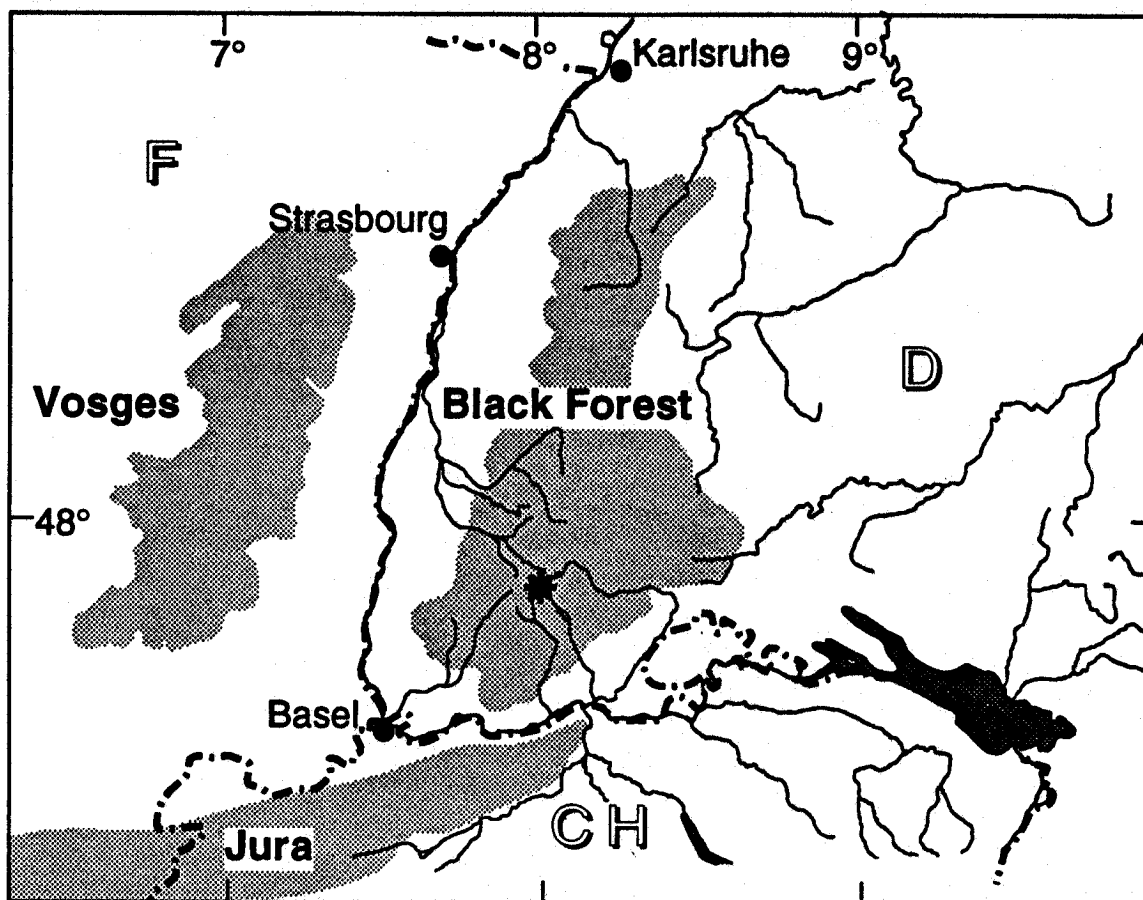 7° 8° 9°
Karlsruhe
F
Strasbourg
Vosges
Black Forest
D
48°
Basel
Jura
CH